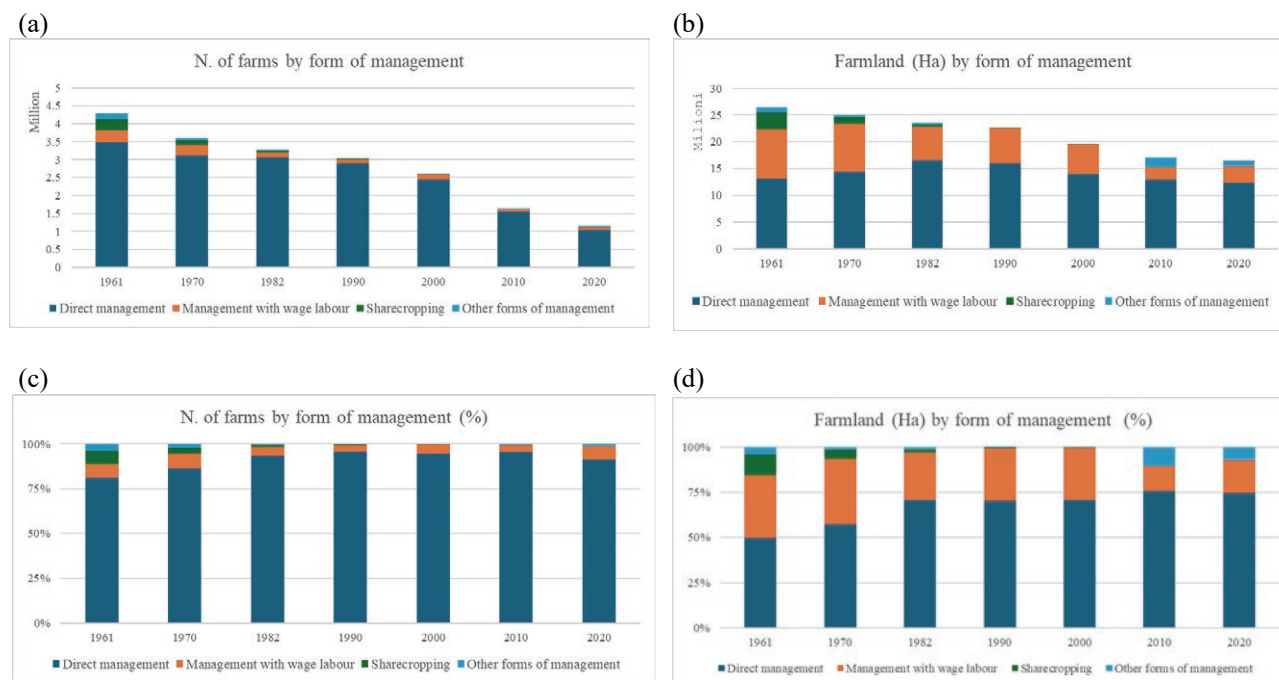 (a)
N. of farms by form of management
Million
5
4.5
4
3.5
3
2.5
2
1.5
1
0.5
0
1961 1970 1982 1990 2000 2010 2020
Direct management Management with wage labour Sharecropping Other forms of management
(b)
Farmland (Ha) by form of management
Milioni
30
25
20
15
10
5
0
1961 1970 1982 1990 2000 2010 2020
Direct management Management with wage labour Sharecropping Other forms of management
(c)
N. of farms by form of management (%)
100%
75%
50%
25%
0%
1961 1970 1982 1990 2000 2010 2020
Direct management Management with wage labour Sharecropping Other forms of management
(d)
Farmland (Ha) by form of management (%)
100%
75%
50%
25%
0%
1961 1970 1982 1990 2000 2010 2020
Direct management Management with wage labour Sharecropping Other forms of management